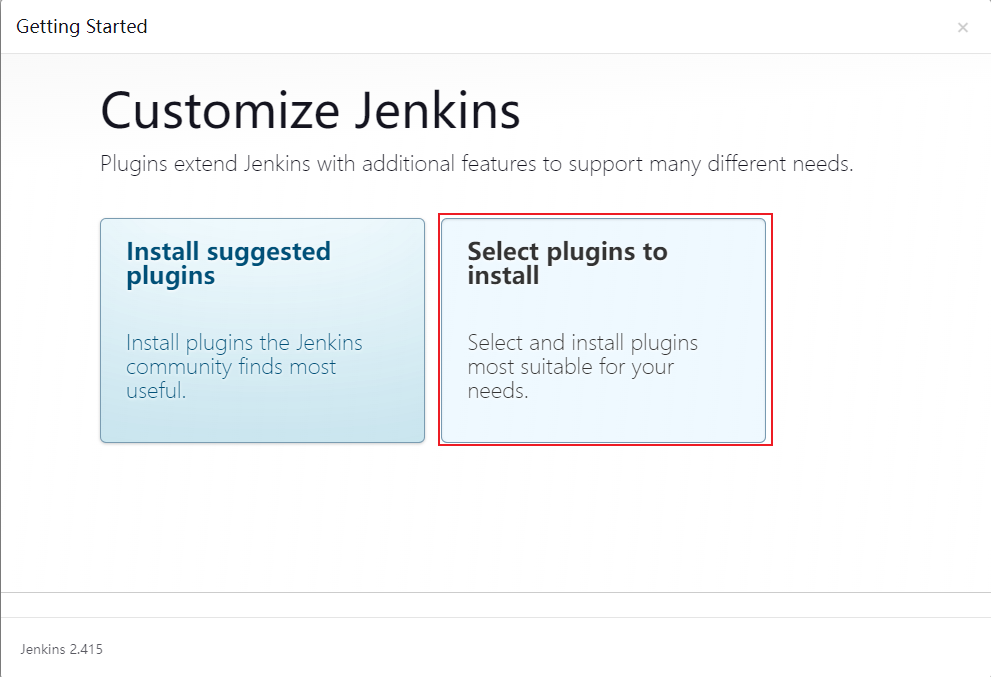 Getting Started
×
Customize Jenkins
Plugins extend Jenkins with additional features to support many different needs.
Install suggested
plugins
Install plugins the Jenkins
community finds most
useful.
Select plugins to
install
Select and install plugins
most suitable for your
needs.
Jenkins 2.415